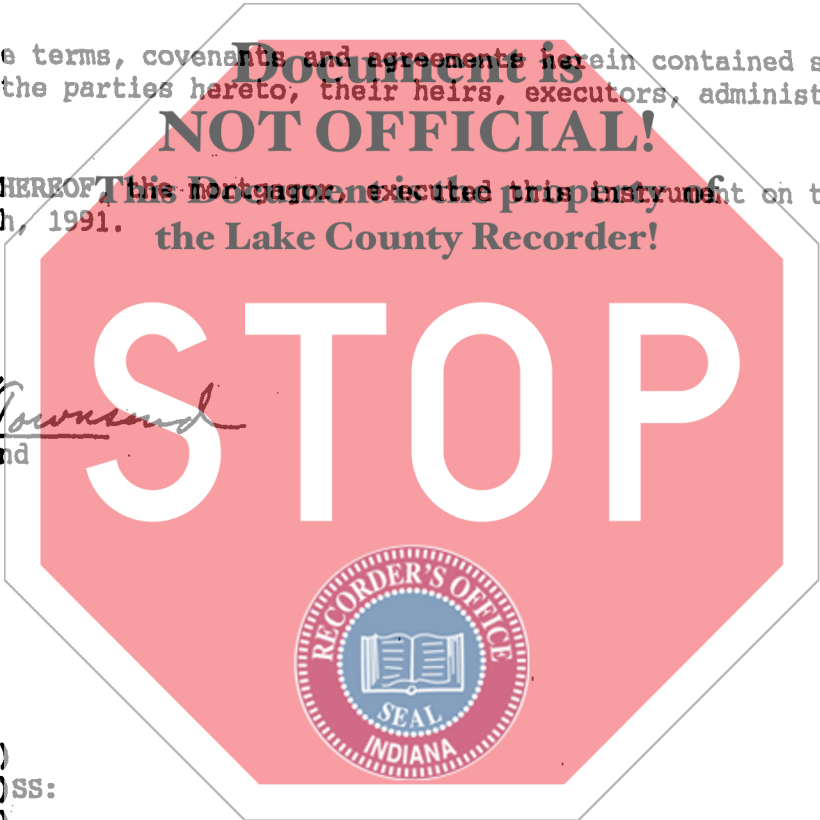 e terms, covenants and agreements herein contained s
Document is
the parties hereto, their heirs, executors, administ
NOT OFFICIAL!
HEREOF, the mortgagor, executed this instrument on t
This Document is the property of
h, 1991.
the Lake County Recorder!
STOP
Townsend
nd
RECORDER'S OFFICE
SEAL
INDIANA
)
)SS:
)